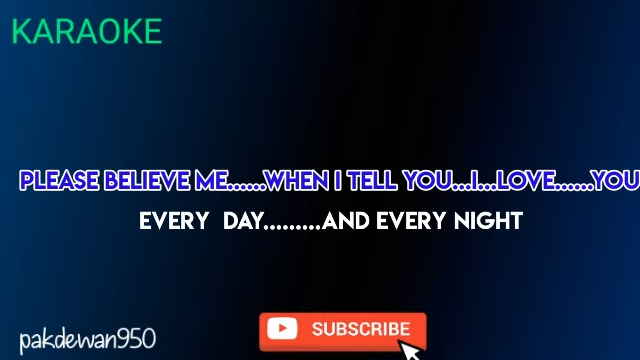 KARAOKE
PLEASE BELIEVE ME......WHEN I TELL YOU...I...LOVE......YOU
EVERY DAY.........AND EVERY NIGHT
SUBSCRIBE
pakdewan950